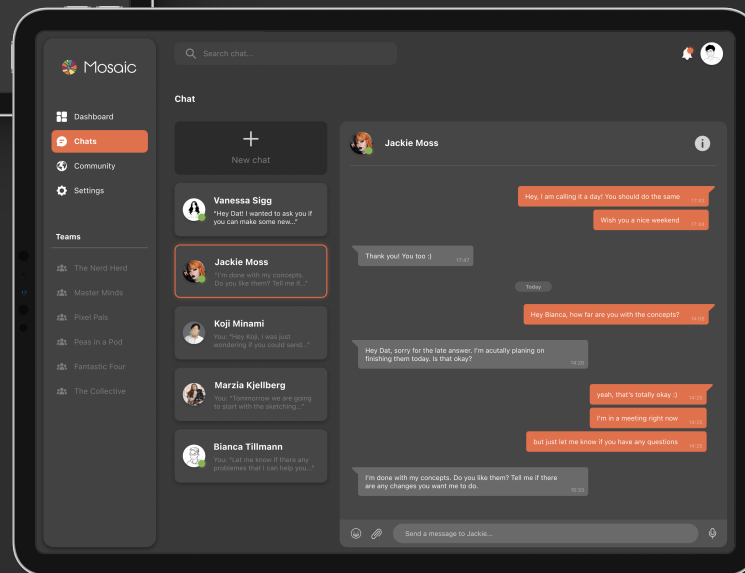 Mosaic
Search chat...
Dashboard
Chats
Community
Settings
Teams
The Nerd Herd
Master Minds
Pixel Pals
Peas in a Pod
Fantastic Four
The Collective
Chat
New chat
Vanessa Sigg
"Hey Dat! I wanted to ask you if
you can make some new..."
Jackie Moss
"I'm done with my concepts.
Do you like them? Tell me if..."
Koji Minami
You: "Hey Koji, i was just
wondering if you could send..."
Marzia Kjellberg
You: "Tommorrow we are going
to start with the sketching..."
Bianca Tillmann
You: "Let me know if there any
problems that I can help you..."
Jackie Moss
Hey, I am calling it a day! You should do the same
Wish you a nice weekend
Thank you! You too :)
17:47
Today
Hey Bianca, how far are you with the concepts?
Hey Dat, sorry for the late answer. I'm acutally planing on
finishing them today. Is that okay?
yeah, that's totally okay :)
I'm in a meeting right now
but just let me know if you have any questions
I'm done with my concepts. Do you like them? Tell me if there
are any changes you want me to do.
Send a message to Jackie...